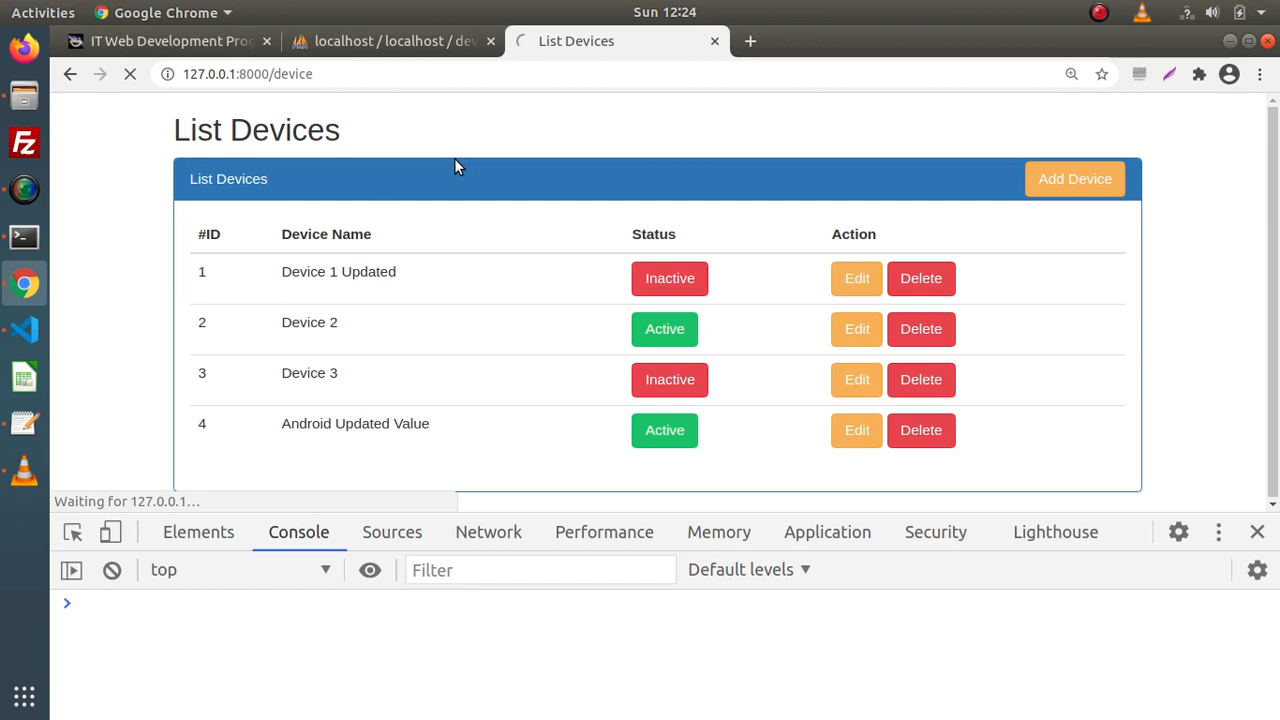 Activities Google Chrome Sun 12:24
IT Web Development Pro localhost / localhost / dev List Devices
127.0.0.1:8000/device
List Devices
List Devices Add Device
#ID Device Name Status Action
1 Device 1 Updated Inactive Edit Delete
2 Device 2 Active Edit Delete
3 Device 3 Inactive Edit Delete
4 Android Updated Value Active Edit Delete
Waiting for 127.0.0.1…
Elements Console Sources Network Performance Memory Application Security Lighthouse
top Filter Default levels